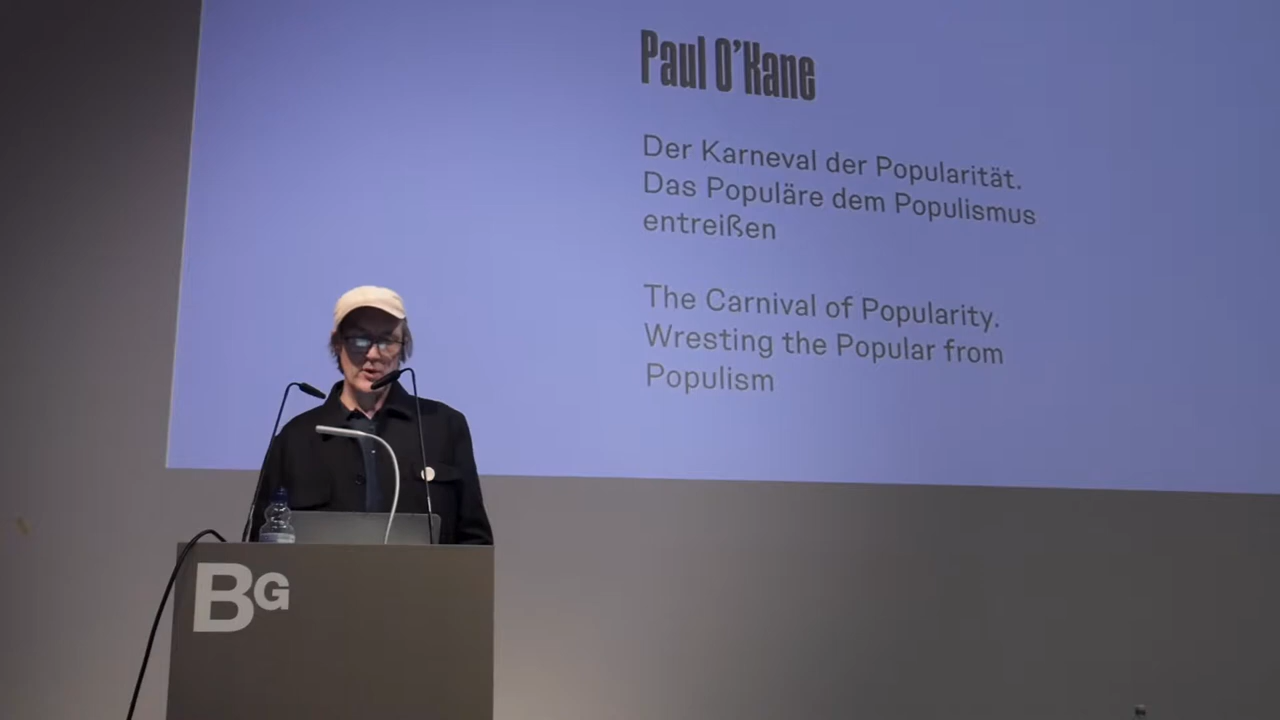 Paul O’Kane
Der Karneval der Popularität.
Das Populäre dem Populismus
entreißen
The Carnival of Popularity.
Wresting the Popular from
Populism
BG